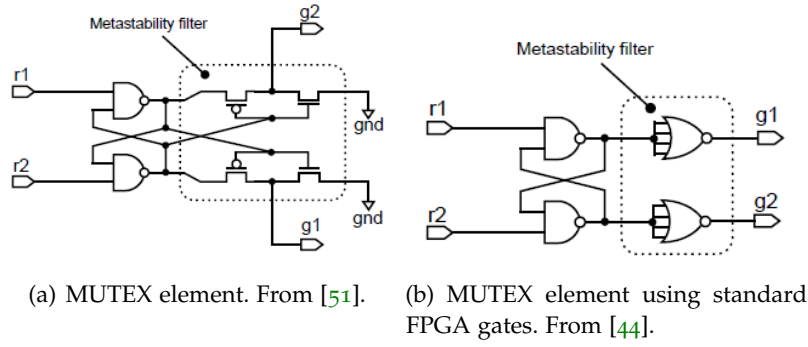 Metastability filter
g2
r1
gnd
r2
gnd
g1
(a) MUTEX element. From [51].
Metastability filter
r1
g1
r2
g2
(b) MUTEX element using standard
FPGA gates. From [44].